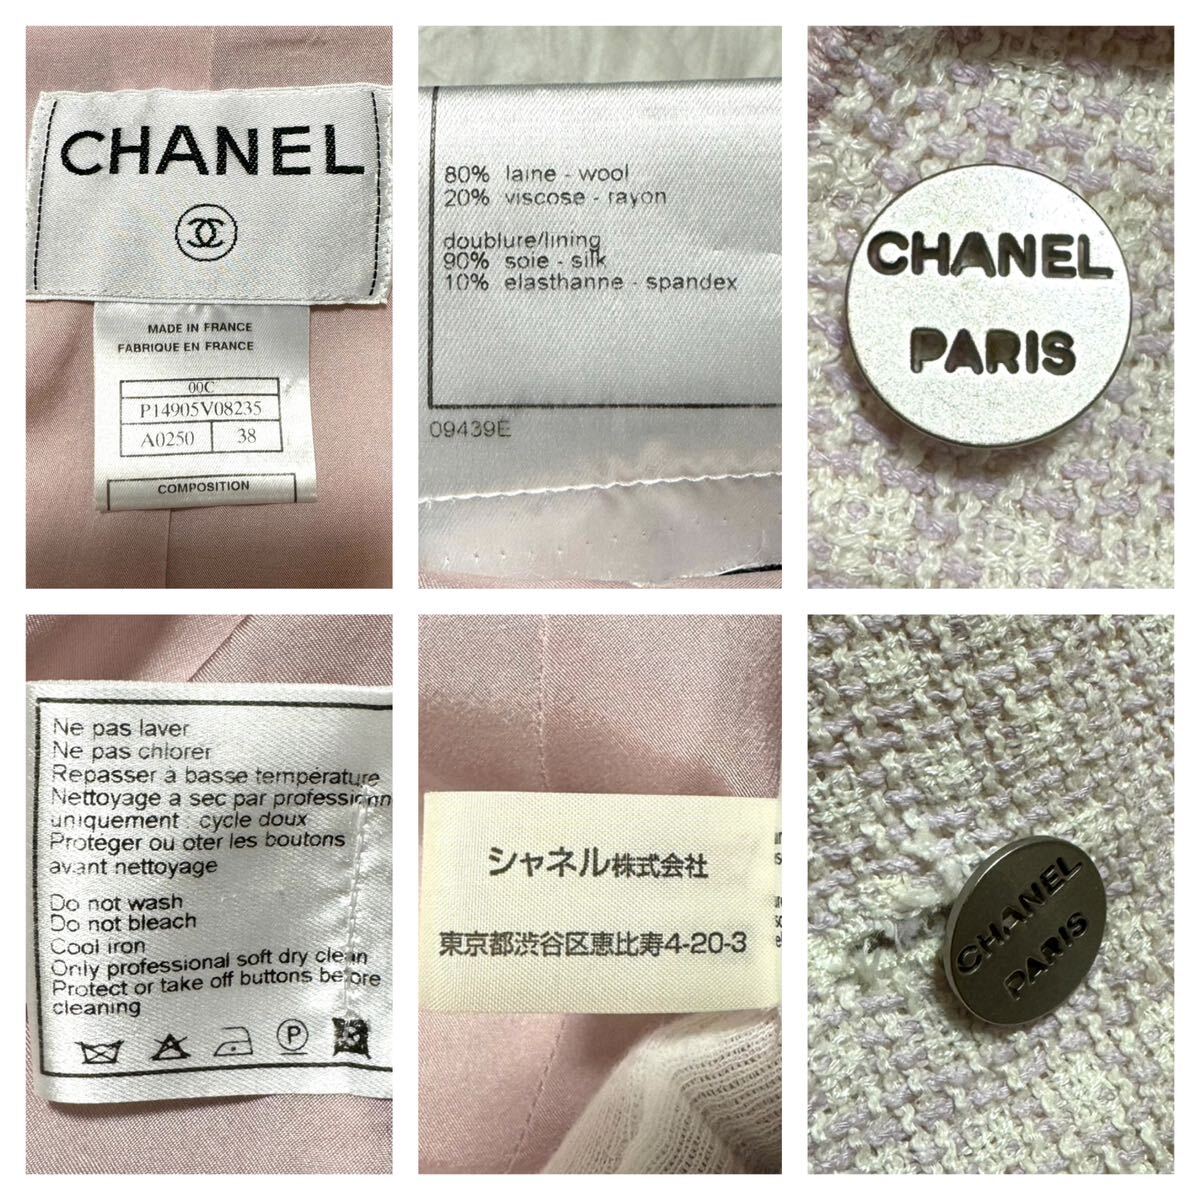 CHANEL
MADE IN FRANCE
FABRIQUE EN FRANCE
00C
P14905V08235
A0250 38
COMPOSITION
80% laine - wool
20% viscose - rayon
doublure/lining
90% soie - silk
10% elasthanne - spandex
09439E
CHANEL
PARIS
Ne pas laver
Ne pas chlorer
Repasser à basse température
Nettoyage a sec par profession
uniquement : cycle doux
Protéger ou oter les boutons
avant nettoyage
Do not wash
Do not bleach
Cool iron
Only professional soft dry clean
Protect or take off buttons before
cleaning
P
シャネル株式会社
東京都渋谷区恵比寿4-20-3
CHANEL
PARIS